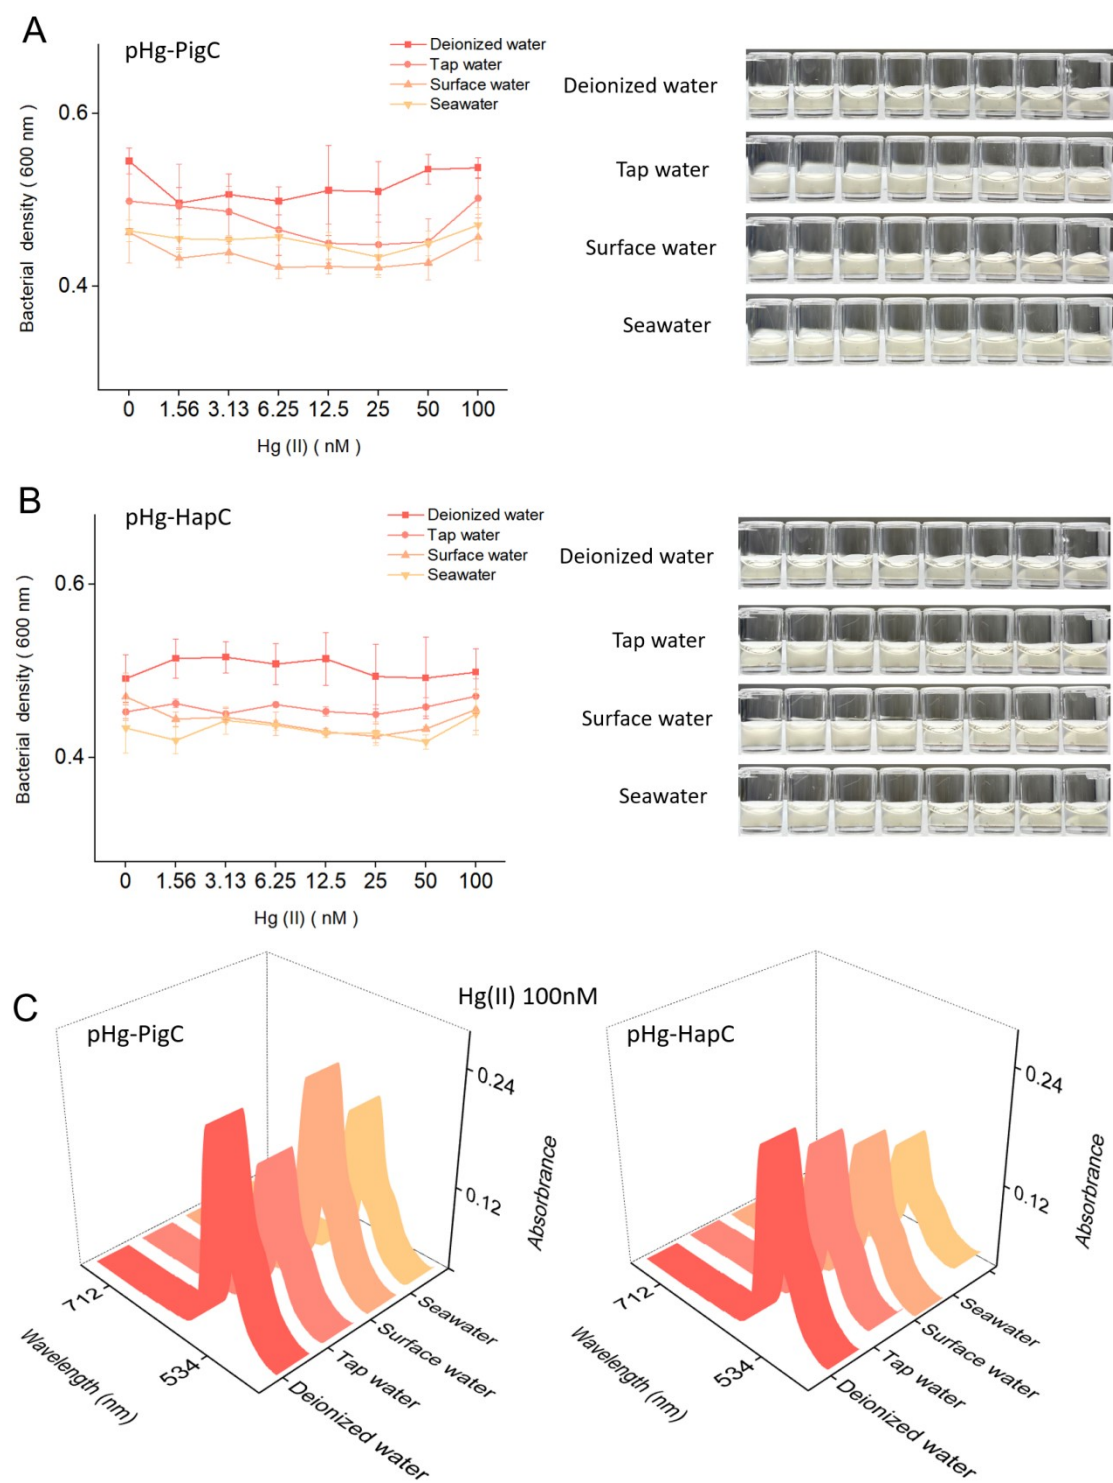 A
pHg-PigC
Deionized water
Tap water
Surface water
Seawater
0.6
0.4
Bacterial density ( 600 nm )
0 1.56 3.13 6.25 12.5 25 50 100
Hg (II) ( nM )
Deionized water
Tap water
Surface water
Seawater
B
pHg-HapC
Deionized water
Tap water
Surface water
Seawater
0.6
0.4
Bacterial density ( 600 nm )
0 1.56 3.13 6.25 12.5 25 50 100
Hg (II) ( nM )
Deionized water
Tap water
Surface water
Seawater
C
Hg(II) 100nM
pHg-PigC
0.24
0.12
Absorbrance
712
534
Wavelength (nm)
Seawater
Surface water
Tap water
Deionized water
pHg-HapC
0.24
0.12
Absorbrance
712
534
Wavelength (nm)
Seawater
Surface water
Tap water
Deionized water